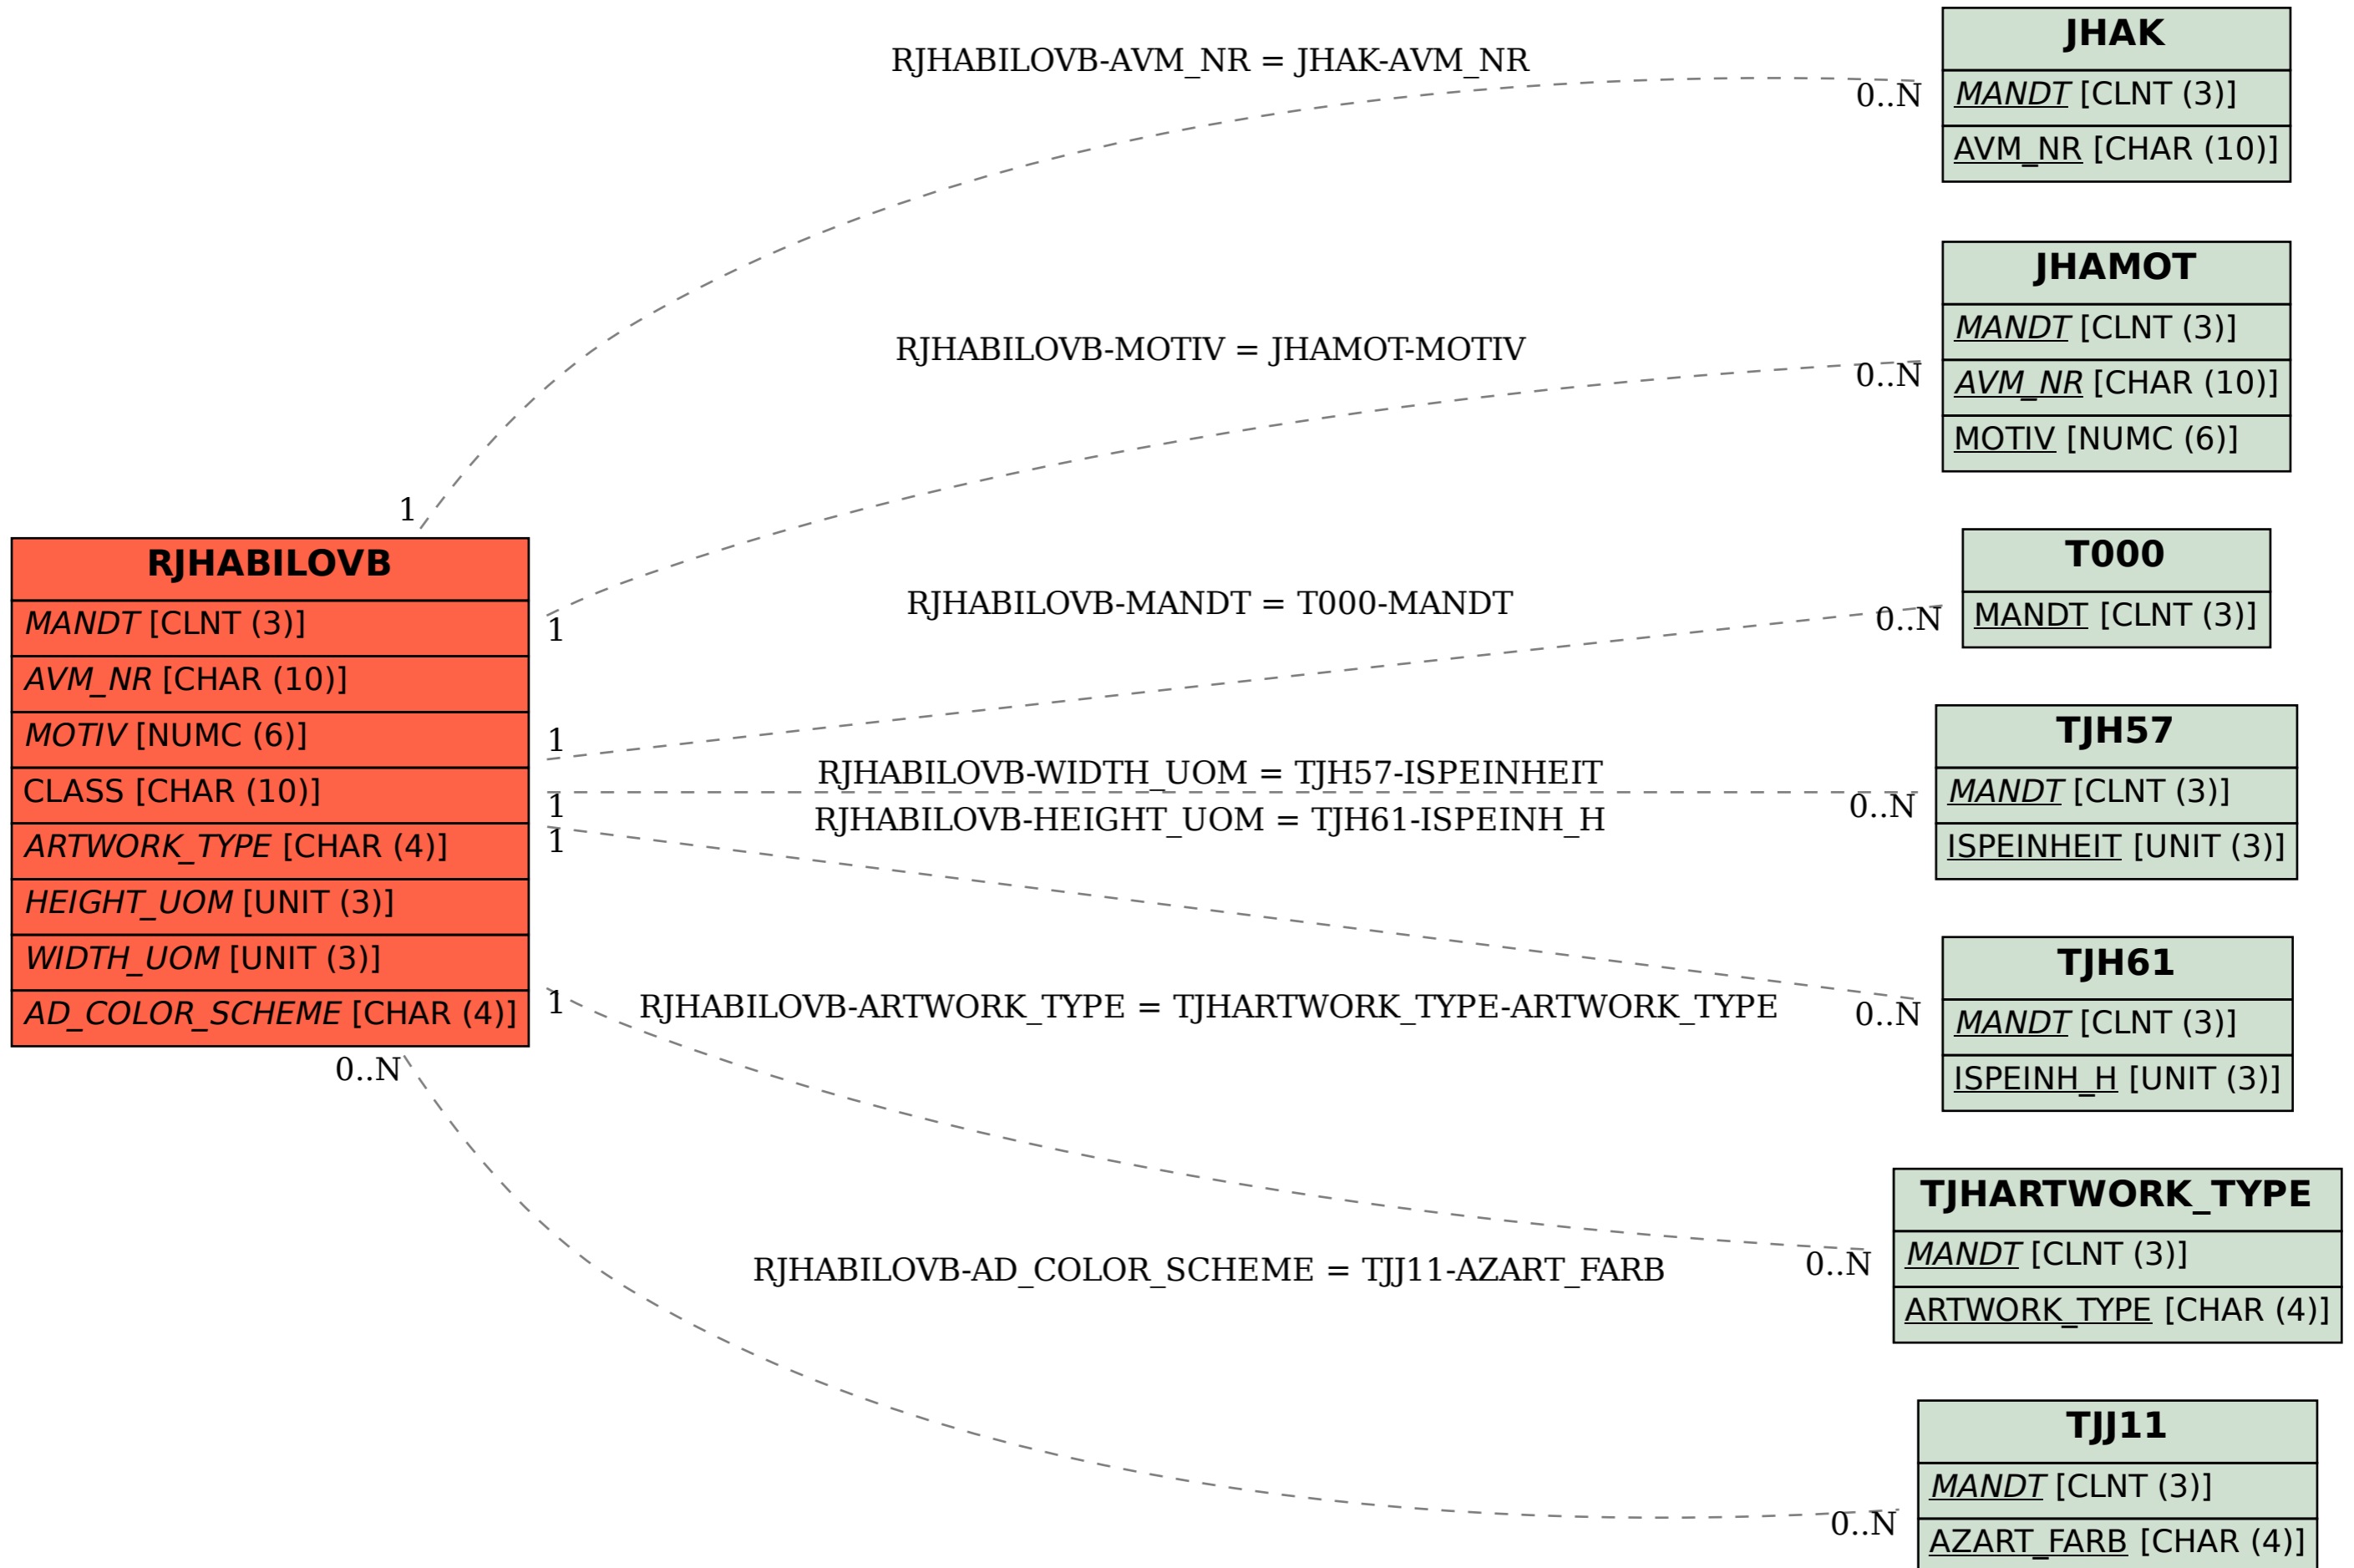 JHAK
MANDT [CLNT (3)]
AVM_NR [CHAR (10)]
RJHABILOVB-AVM_NR = JHAK-AVM_NR
0..N
1
JHAMOT
MANDT [CLNT (3)]
AVM_NR [CHAR (10)]
MOTIV [NUMC (6)]
RJHABILOVB-MOTIV = JHAMOT-MOTIV
0..N
1
RJHABILOVB
MANDT [CLNT (3)]
AVM_NR [CHAR (10)]
MOTIV [NUMC (6)]
CLASS [CHAR (10)]
ARTWORK_TYPE [CHAR (4)]
HEIGHT_UOM [UNIT (3)]
WIDTH_UOM [UNIT (3)]
AD_COLOR_SCHEME [CHAR (4)]
T000
MANDT [CLNT (3)]
RJHABILOVB-MANDT = T000-MANDT
0..N
1
TJH57
MANDT [CLNT (3)]
ISPEINHEIT [UNIT (3)]
RJHABILOVB-WIDTH_UOM = TJH57-ISPEINHEIT
0..N
1
RJHABILOVB-HEIGHT_UOM = TJH61-ISPEINH_H
1
0..N
TJH61
MANDT [CLNT (3)]
ISPEINH_H [UNIT (3)]
RJHABILOVB-ARTWORK_TYPE = TJHARTWORK_TYPE-ARTWORK_TYPE
1
0..N
TJHARTWORK_TYPE
MANDT [CLNT (3)]
ARTWORK_TYPE [CHAR (4)]
RJHABILOVB-AD_COLOR_SCHEME = TJJ11-AZART_FARB
0..N
0..N
TJJ11
MANDT [CLNT (3)]
AZART_FARB [CHAR (4)]